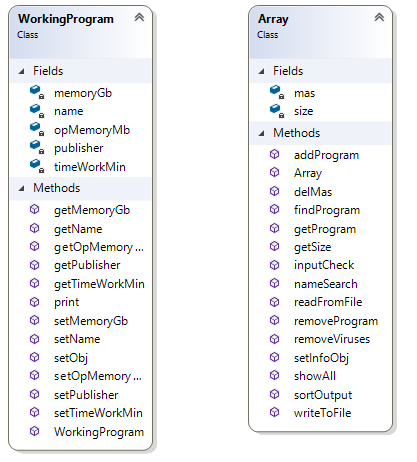 WorkingProgram
Class
Fields
memoryGb
name
opMemoryMb
publisher
timeWorkMin
Methods
getMemoryGb
getName
getOpMemory ...
getPublisher
getTimeWorkMin
print
setMemoryGb
setName
setObj
setOpMemory ...
setPublisher
setTimeWorkMin
WorkingProgram
Array
Class
Fields
mas
size
Methods
addProgram
Array
delMas
findProgram
getProgram
getSize
inputCheck
nameSearch
readFromFile
removeProgram
removeViruses
setInfoObj
showAll
sortOutput
writeToFile